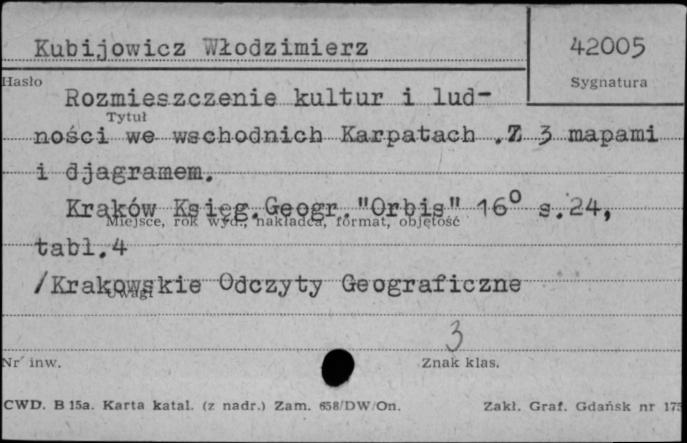 Kubijowicz Włodzimierz
42005
Hasło
Sygnatura
Rozmieszczenie kultur i lud-
Tytuł
ności we wschodnich Karpatach .Z 3 mapami
i djagramem.
Kraków Księg.Geogr."Orbis" 16° s.24,
Miejsce, rok wyd., nakładca, format, objętość
tabl.4
/Krakowskie Odczyty Geograficzne
Uwagi
3
Nr inw.
Znak klas.
CWD. B 15a. Karta katal. (z nadr.) Zam. 658/DW/On.
Zakł. Graf. Gdańsk nr 175